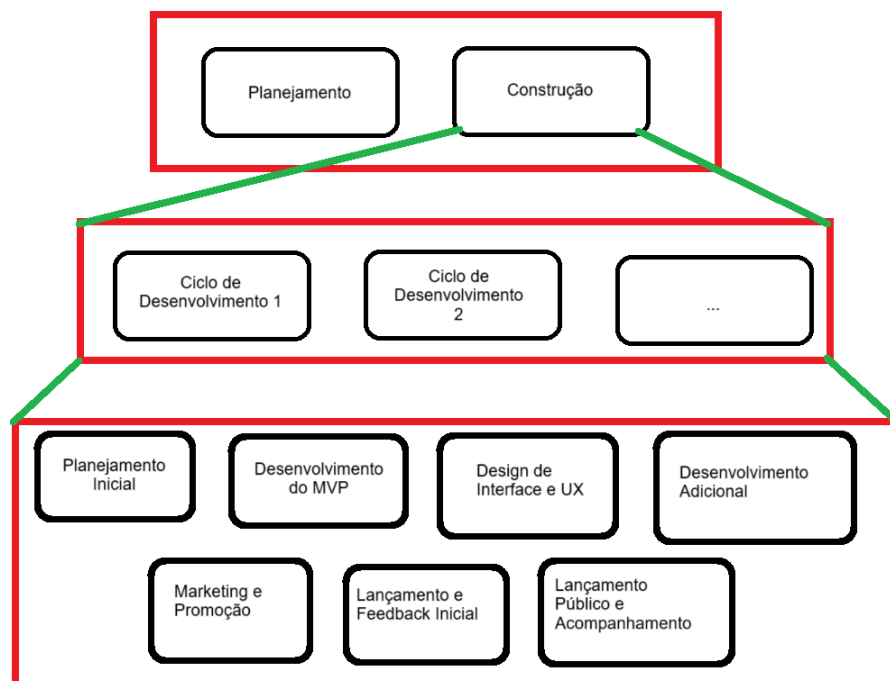 Planejamento
Construção
Ciclo de
Desenvolvimento 1
Ciclo de
Desenvolvimento
2
...
Planejamento
Inicial
Desenvolvimento
do MVP
Design de
Interface e UX
Desenvolvimento
Adicional
Marketing e
Promoção
Lançamento e
Feedback Inicial
Lançamento
Público e
Acompanhamento